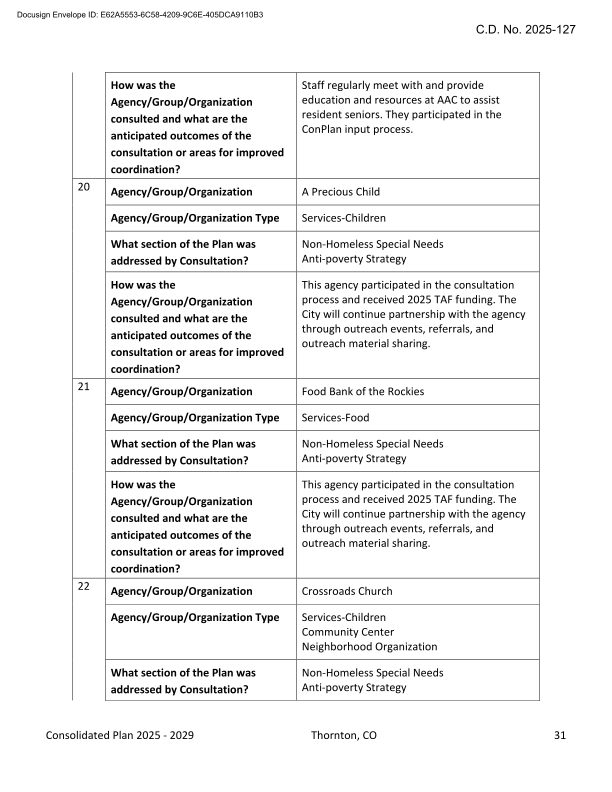 Docusign Envelope ID: E62A5553-6C58-4209-9C6E-405DCA9110B3
C.D. No. 2025-127
How was the
Agency/Group/Organization
consulted and what are the
anticipated outcomes of the
consultation or areas for improved
coordination?
Staff regularly meet with and provide
education and resources at AAC to assist
resident seniors. They participated in the
ConPlan input process.
20
Agency/Group/Organization
A Precious Child
Agency/Group/Organization Type
Services-Children
What section of the Plan was
addressed by Consultation?
Non-Homeless Special Needs
Anti-poverty Strategy
How was the
Agency/Group/Organization
consulted and what are the
anticipated outcomes of the
consultation or areas for improved
coordination?
This agency participated in the consultation
process and received 2025 TAF funding. The
City will continue partnership with the agency
through outreach events, referrals, and
outreach material sharing.
21
Agency/Group/Organization
Food Bank of the Rockies
Agency/Group/Organization Type
Services-Food
What section of the Plan was
addressed by Consultation?
Non-Homeless Special Needs
Anti-poverty Strategy
How was the
Agency/Group/Organization
consulted and what are the
anticipated outcomes of the
consultation or areas for improved
coordination?
This agency participated in the consultation
process and received 2025 TAF funding. The
City will continue partnership with the agency
through outreach events, referrals, and
outreach material sharing.
22
Agency/Group/Organization
Crossroads Church
Agency/Group/Organization Type
Services-Children
Community Center
Neighborhood Organization
What section of the Plan was
addressed by Consultation?
Non-Homeless Special Needs
Anti-poverty Strategy
Consolidated Plan 2025 - 2029
Thornton, CO
31